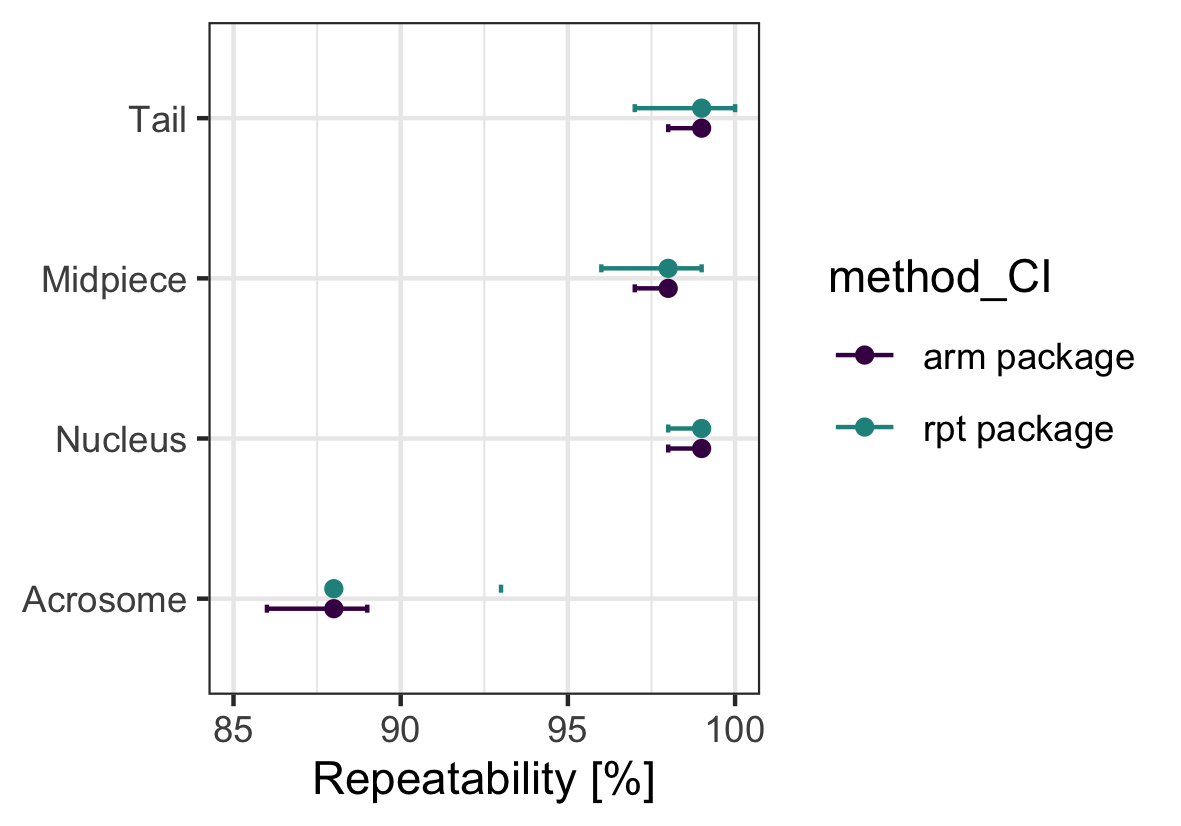 Tail
Midpiece
Nucleus
Acrosome
85 90 95 100
Repeatability [%]
method_CI
arm package
rpt package